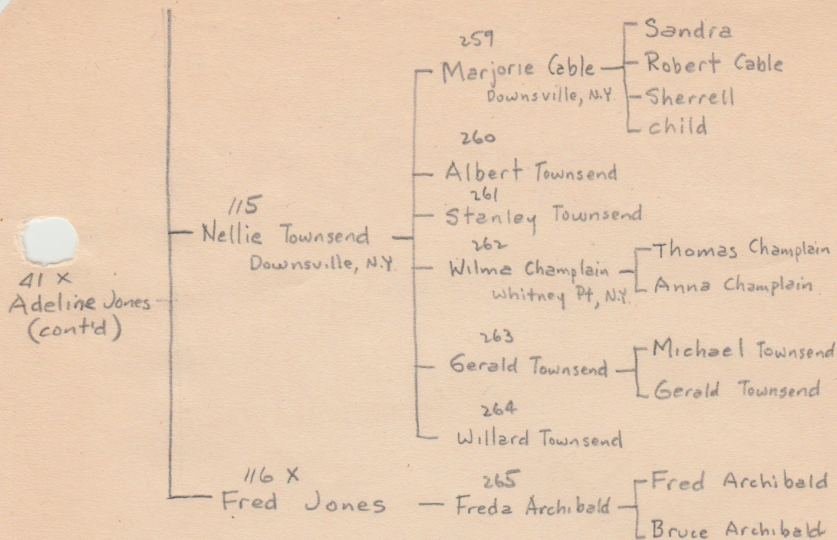 41 X
Adeline Jones
(cont'd)
115
Nellie Townsend
Downsville, N.Y.
259
Marjorie Cable
Downsville, N.Y.
Sandra
Robert Cable
Sherrell
child
260
Albert Townsend
261
Stanley Townsend
262
Wilma Champlain
Whitney Pt, N.Y.
Thomas Champlain
Anna Champlain
263
Gerald Townsend
Michael Townsend
Gerald Townsend
264
Willard Townsend
116 X
Fred Jones
265
Freda Archibald
Fred Archibald
Bruce Archibald